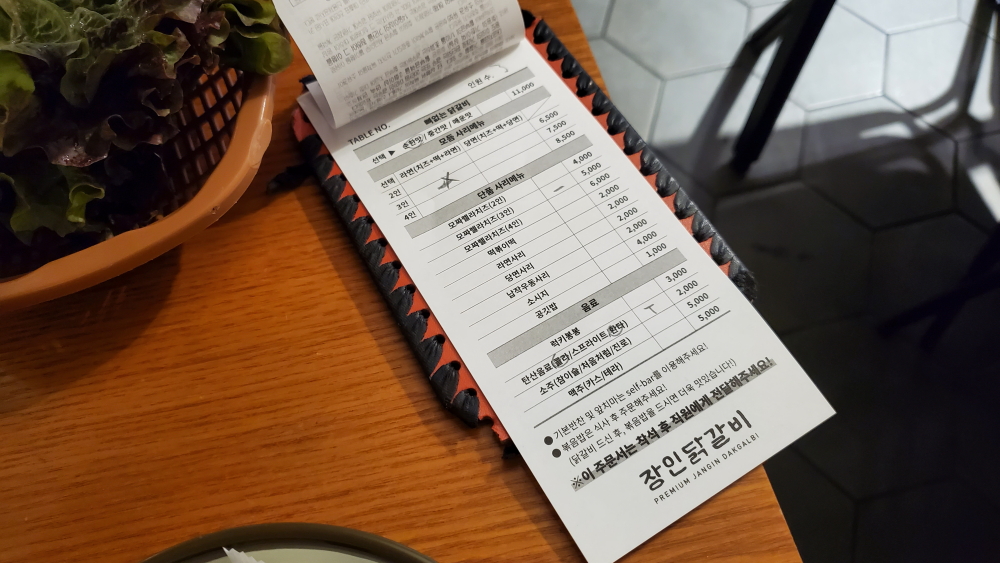 TABLE NO. 인원 수.
뼈없는 닭갈비 11,000
선택 ▶ 순한맛 / 중간맛 / 매운맛
모둠 사리메뉴
선택 라면(치즈+떡+라면) 당면(치즈+떡+당면)
2인 6,500
3인 7,500
4인 8,500
단품 사리메뉴
모짜렐라치즈(2인) 4,000
모짜렐라치즈(3인) 5,000
모짜렐라치즈(4인) 6,000
떡볶이떡 2,000
라면사리 2,000
당면사리 2,000
납작우동사리 2,000
소시지 4,000
공깃밥 1,000
음료
럭키봉봉 3,000
탄산음료(콜라/스프라이트/환타) 2,000
소주(참이슬/처음처럼/진로) 5,000
맥주(카스/테라) 5,000
● 기본반찬 및 앞치마는 self-bar를 이용해주세요!
● 볶음밥은 식사 후 주문해주세요!
(닭갈비 드신 후, 볶음밥을 드시면 더욱 맛있습니다!)
※이 주문서는 착석 후 직원에게 전달해주세요!
장인닭갈비
PREMIUM JANGIN DAKGALBI